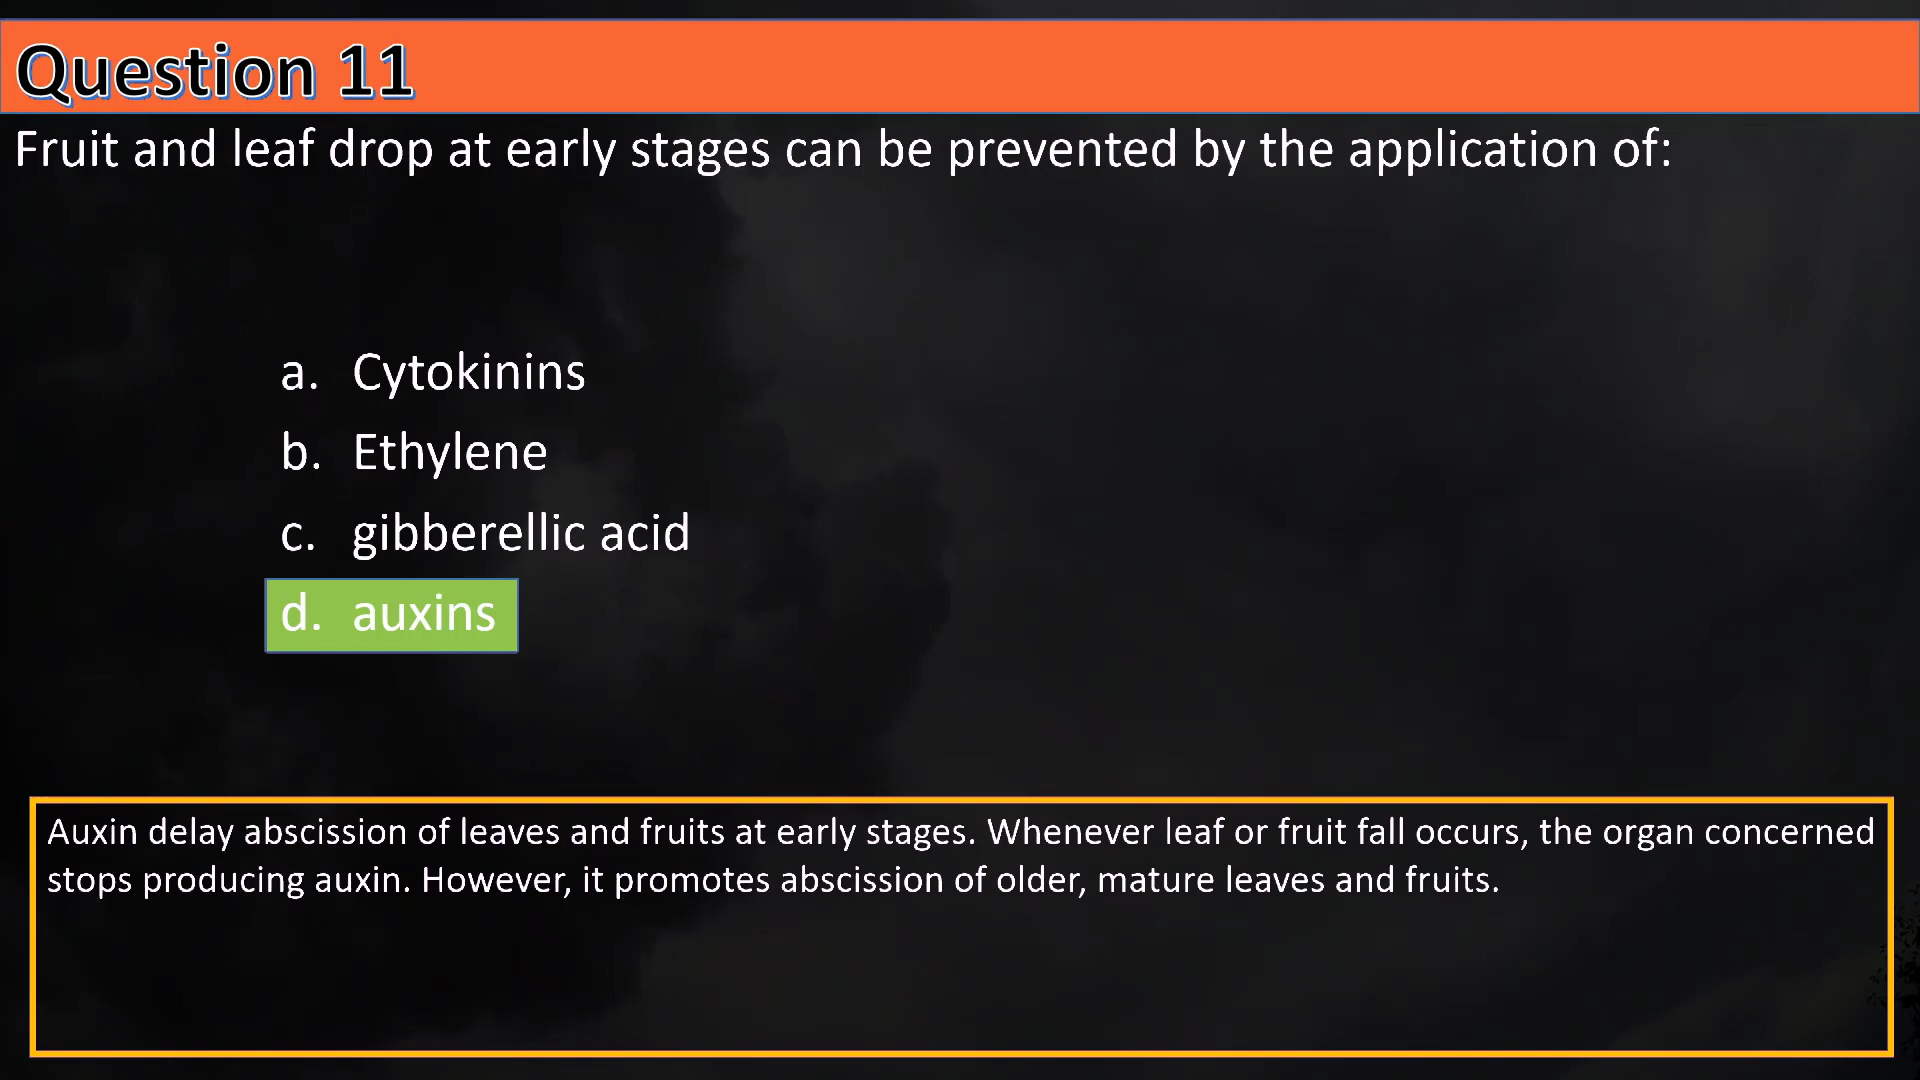 Question 11
Fruit and leaf drop at early stages can be prevented by the application of:
a. Cytokinins
b. Ethylene
c. gibberellic acid
d. auxins
Auxin delay abscission of leaves and fruits at early stages. Whenever leaf or fruit fall occurs, the organ concerned
stops producing auxin. However, it promotes abscission of older, mature leaves and fruits.